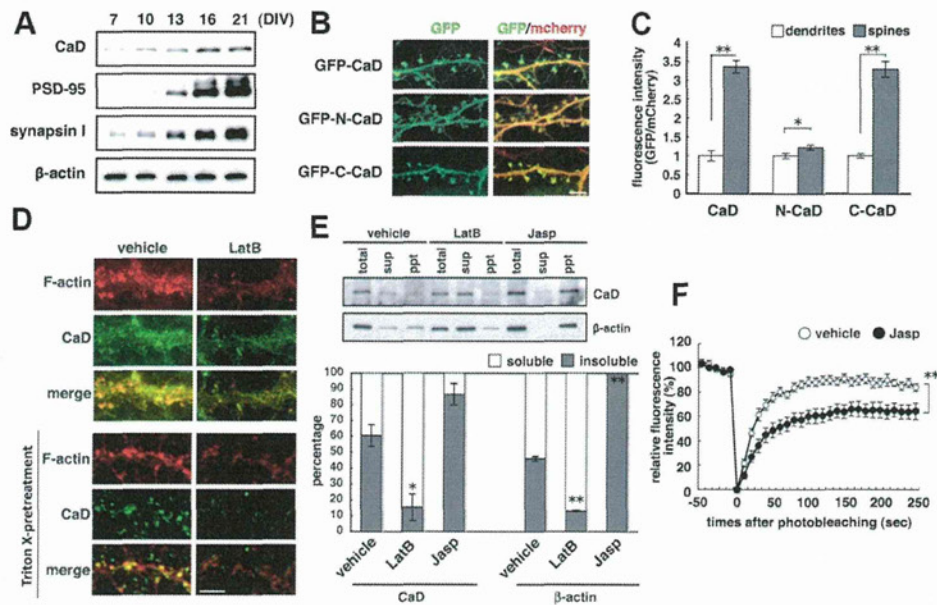 A
7 10 13 16 21 (DIV)
CaD
PSD-95
synapsin I
β-actin
B
GFP GFP/mcherry
GFP-CaD
GFP-N-CaD
GFP-C-CaD
C
dendrites spines
fluorescence intensity
(GFP/mCherry)
4
3.5
3
2.5
2
1.5
1
0.5
0
** * **
CaD N-CaD C-CaD
D
vehicle LatB
F-actin
CaD
merge
Triton X-pretreatment
F-actin
CaD
merge
E
vehicle LatB Jasp
total sup ppt total sup ppt total sup ppt
CaD
β-actin
soluble insoluble
percentage
100
90
80
70
60
50
40
30
20
10
0
* ** **
vehicle LatB Jasp vehicle LatB Jasp
CaD β-actin
F
vehicle Jasp
relative fluorescence
intensity (%)
120
100
80
60
40
20
0
**
-50 0 50 100 150 200 250
times after photobleaching (sec)